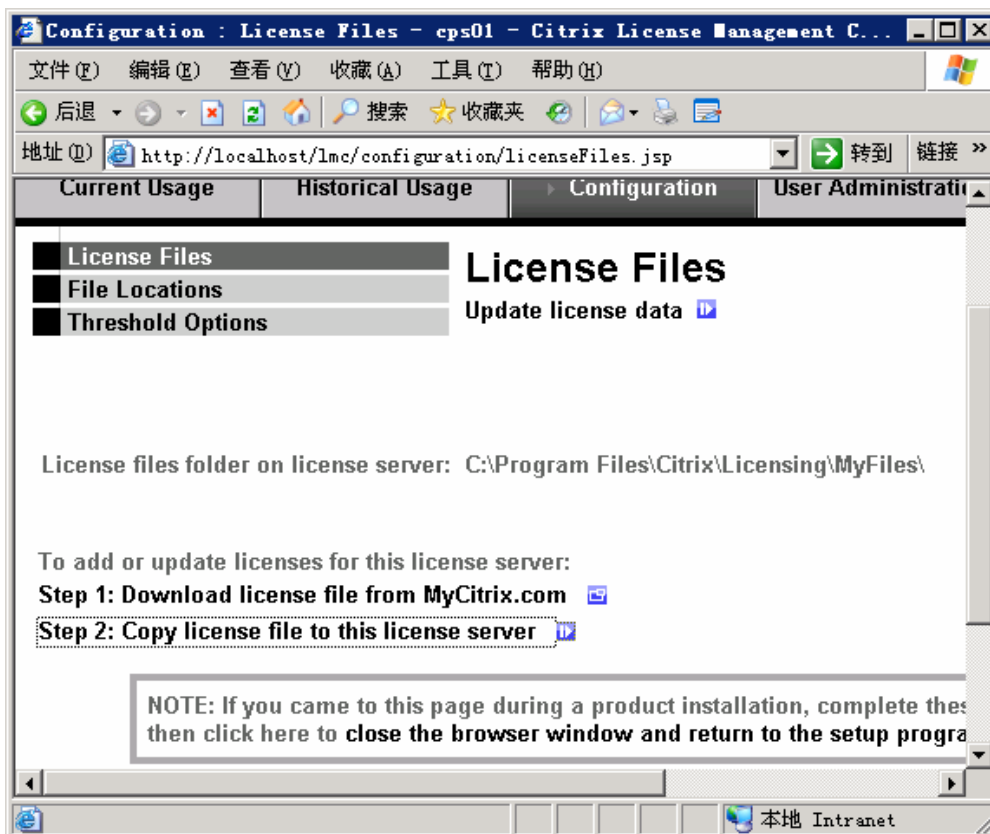 Configuration : License Files - cps01 - Citrix License Management C...
文件(F) 编辑(E) 查看(V) 收藏(A) 工具(T) 帮助(H)
后退 搜索 收藏夹
地址(D) http://localhost/lmc/configuration/licenseFiles.jsp 转到 链接 »
Current Usage Historical Usage Configuration User Administratio
License Files
File Locations
Threshold Options
License Files
Update license data
License files folder on license server: C:\Program Files\Citrix\Licensing\MyFiles\
To add or update licenses for this license server:
Step 1: Download license file from MyCitrix.com
Step 2: Copy license file to this license server
NOTE: If you came to this page during a product installation, complete thes
then click here to close the browser window and return to the setup progra
本地 Intranet